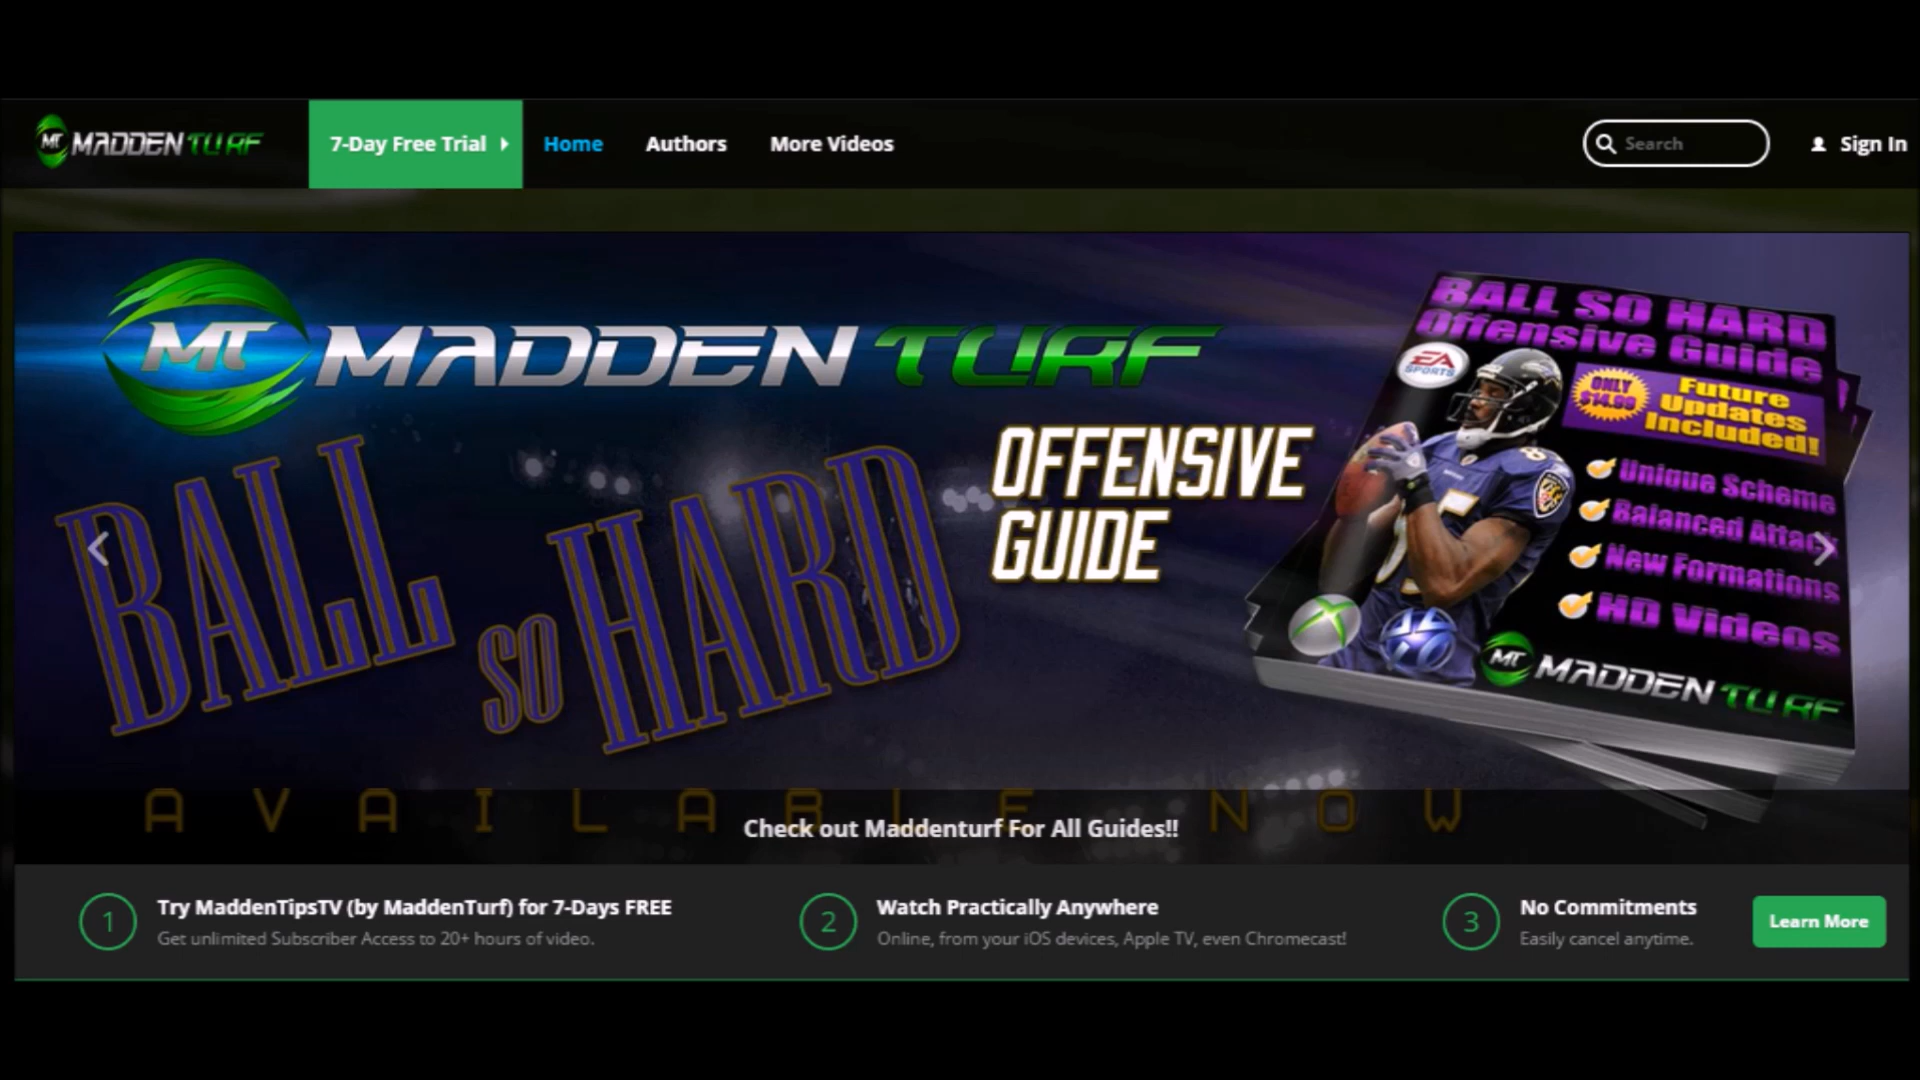 MT MADDEN TURF
7-Day Free Trial
Home
Authors
More Videos
Search
Sign In
MT MADDEN TURF
BALL SO HARD
OFFENSIVE
GUIDE
BALL SO HARD
Offensive Guide
EA
SPORTS
ONLY
$14.99
Future
Updates
Included!
Unique Scheme
Balanced Attack
New Formations
HD Videos
MT MADDEN TURF
AVAILABLE NOW
Check out Maddenturf For All Guides!!
1
Try MaddenTipsTV (by MaddenTurf) for 7-Days FREE
Get unlimited Subscriber Access to 20+ hours of video.
2
Watch Practically Anywhere
Online, from your iOS devices, Apple TV, even Chromecast!
3
No Commitments
Easily cancel anytime.
Learn More